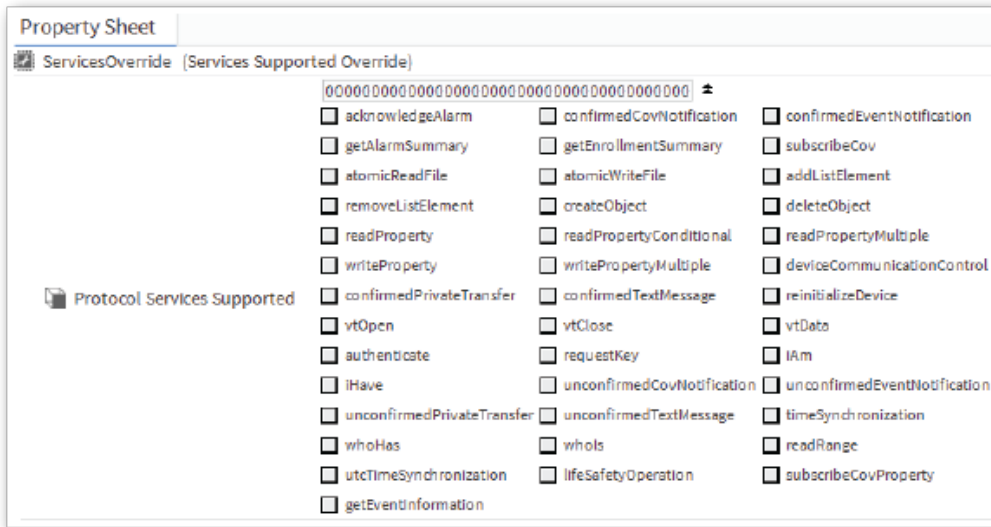 Property Sheet
ServicesOverride (Services Supported Override)
0000000000000000000000000000000000000000
acknowledgeAlarm confirmedCovNotification confirmedEventNotification
getAlarmSummary getEnrollmentSummary subscribeCov
atomicReadFile atomicWriteFile addListElement
removeListElement createObject deleteObject
readProperty readPropertyConditional readPropertyMultiple
writeProperty writePropertyMultiple deviceCommunicationControl
Protocol Services Supported confirmedPrivateTransfer confirmedTextMessage reinitializeDevice
vtOpen vtClose vtData
authenticate requestKey iAm
iHave unconfirmedCovNotification unconfirmedEventNotification
unconfirmedPrivateTransfer unconfirmedTextMessage timeSynchronization
whoHas whoIs readRange
utcTimeSynchronization lifeSafetyOperation subscribeCovProperty
getEventInformation